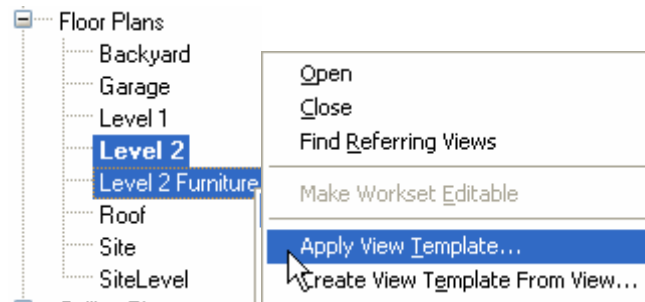 Floor Plans
Backyard
Garage
Level 1
Level 2
Level 2 Furniture
Roof
Site
SiteLevel
Open
Close
Find Referring Views
Make Workset Editable
Apply View Template...
Create View Template From View...